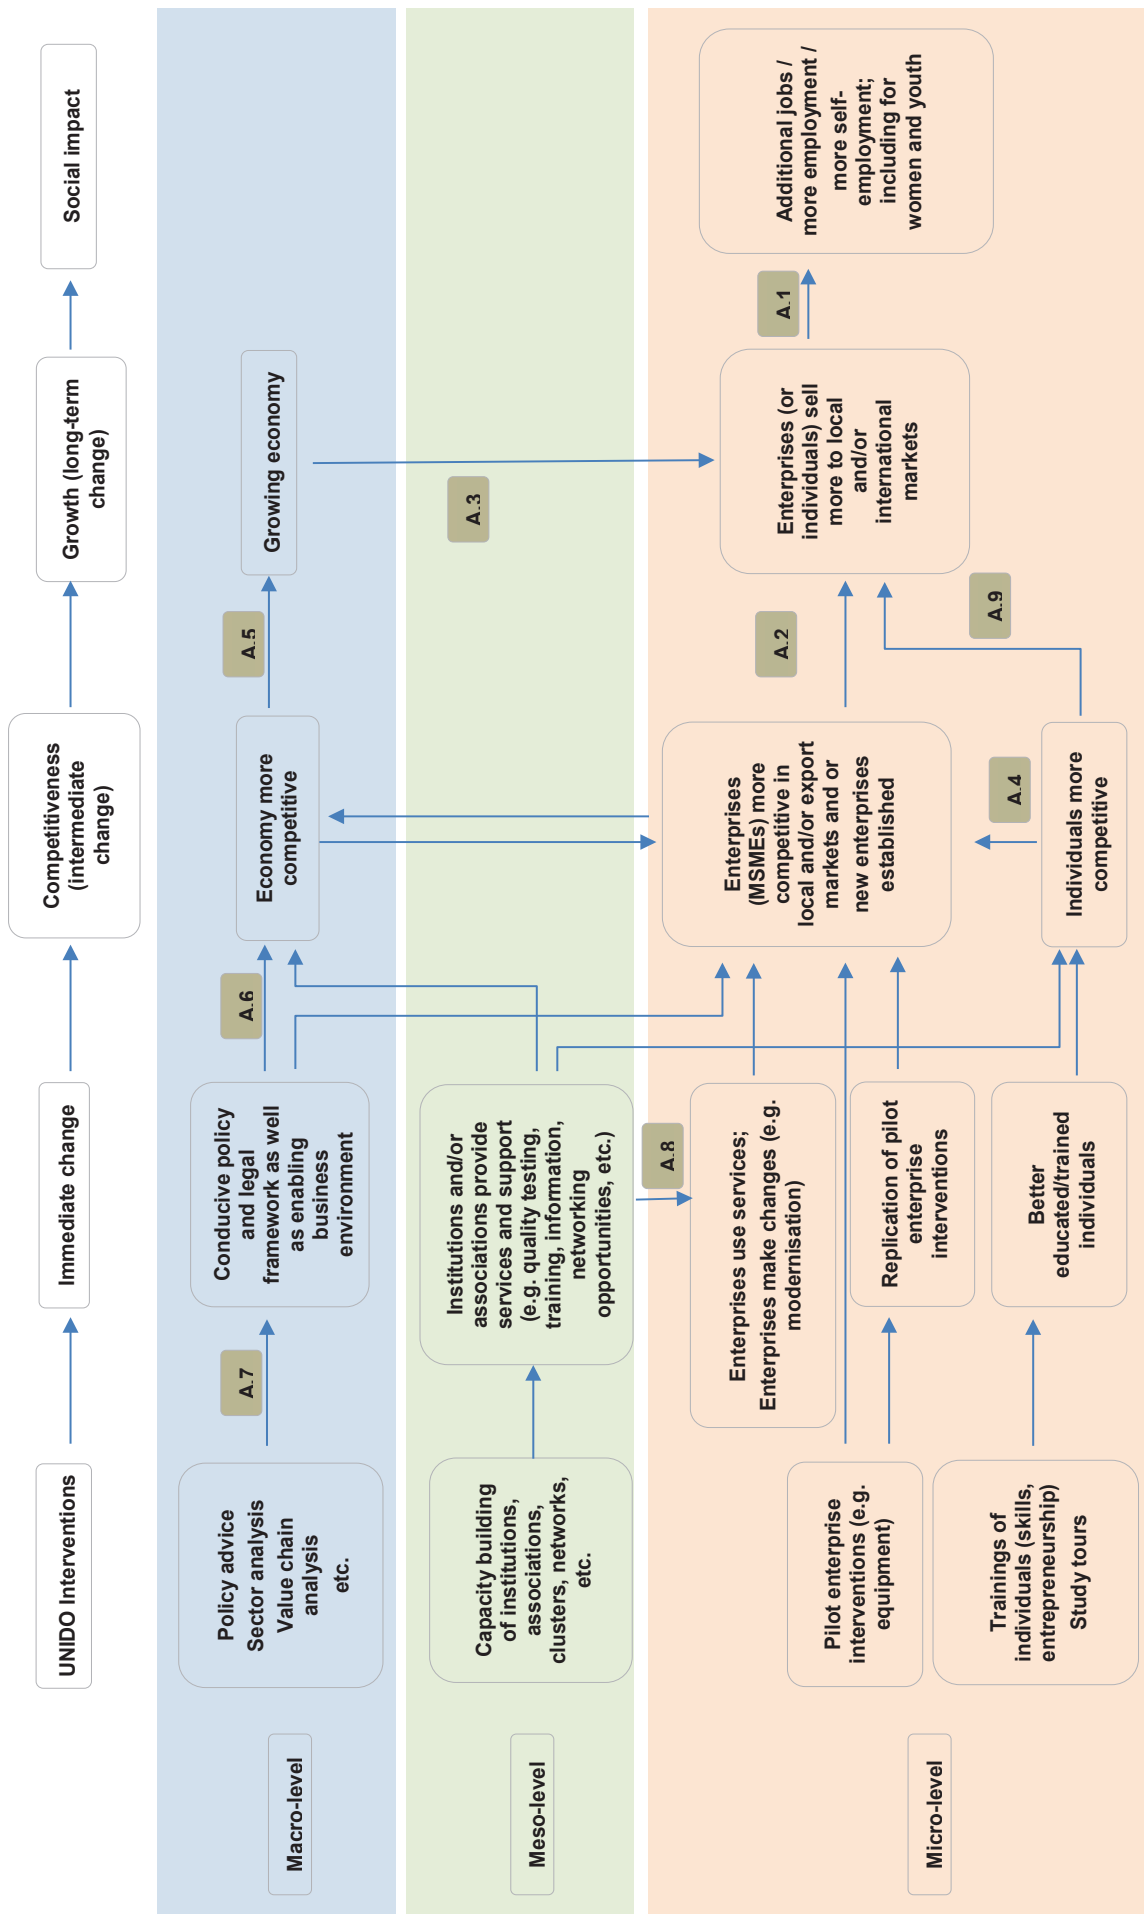 UNIDO Interventions
Immediate change
Competitiveness
(intermediate
change)
Growth (long-term
change)
Social impact
Macro-level
Policy advice
Sector analysis
Value chain
analysis
etc.
A.7
Conducive policy
and legal
framework as well
as enabling
business
environment
A.6
Economy more
competitive
A.5
Growing economy
Meso-level
Capacity building
of institutions,
associations,
clusters, networks,
etc.
Institutions and/or
associations provide
services and support
(e.g. quality testing,
training, information,
networking
opportunities, etc.)
A.3
Micro-level
A.8
Enterprises use services;
Enterprises make changes (e.g.
modernisation)
Pilot enterprise
interventions (e.g.
equipment)
Replication of pilot
enterprise
interventions
Trainings of
individuals (skills,
entrepreneurship)
Study tours
Better
educated/trained
individuals
Enterprises
(MSMEs) more
competitive in
local and/or export
markets and or
new enterprises
established
A.4
Individuals more
competitive
A.2
A.9
Enterprises (or
individuals) sell
more to local
and/or
international
markets
A.1
Additional jobs /
more employment /
more self-
employment;
including for
women and youth